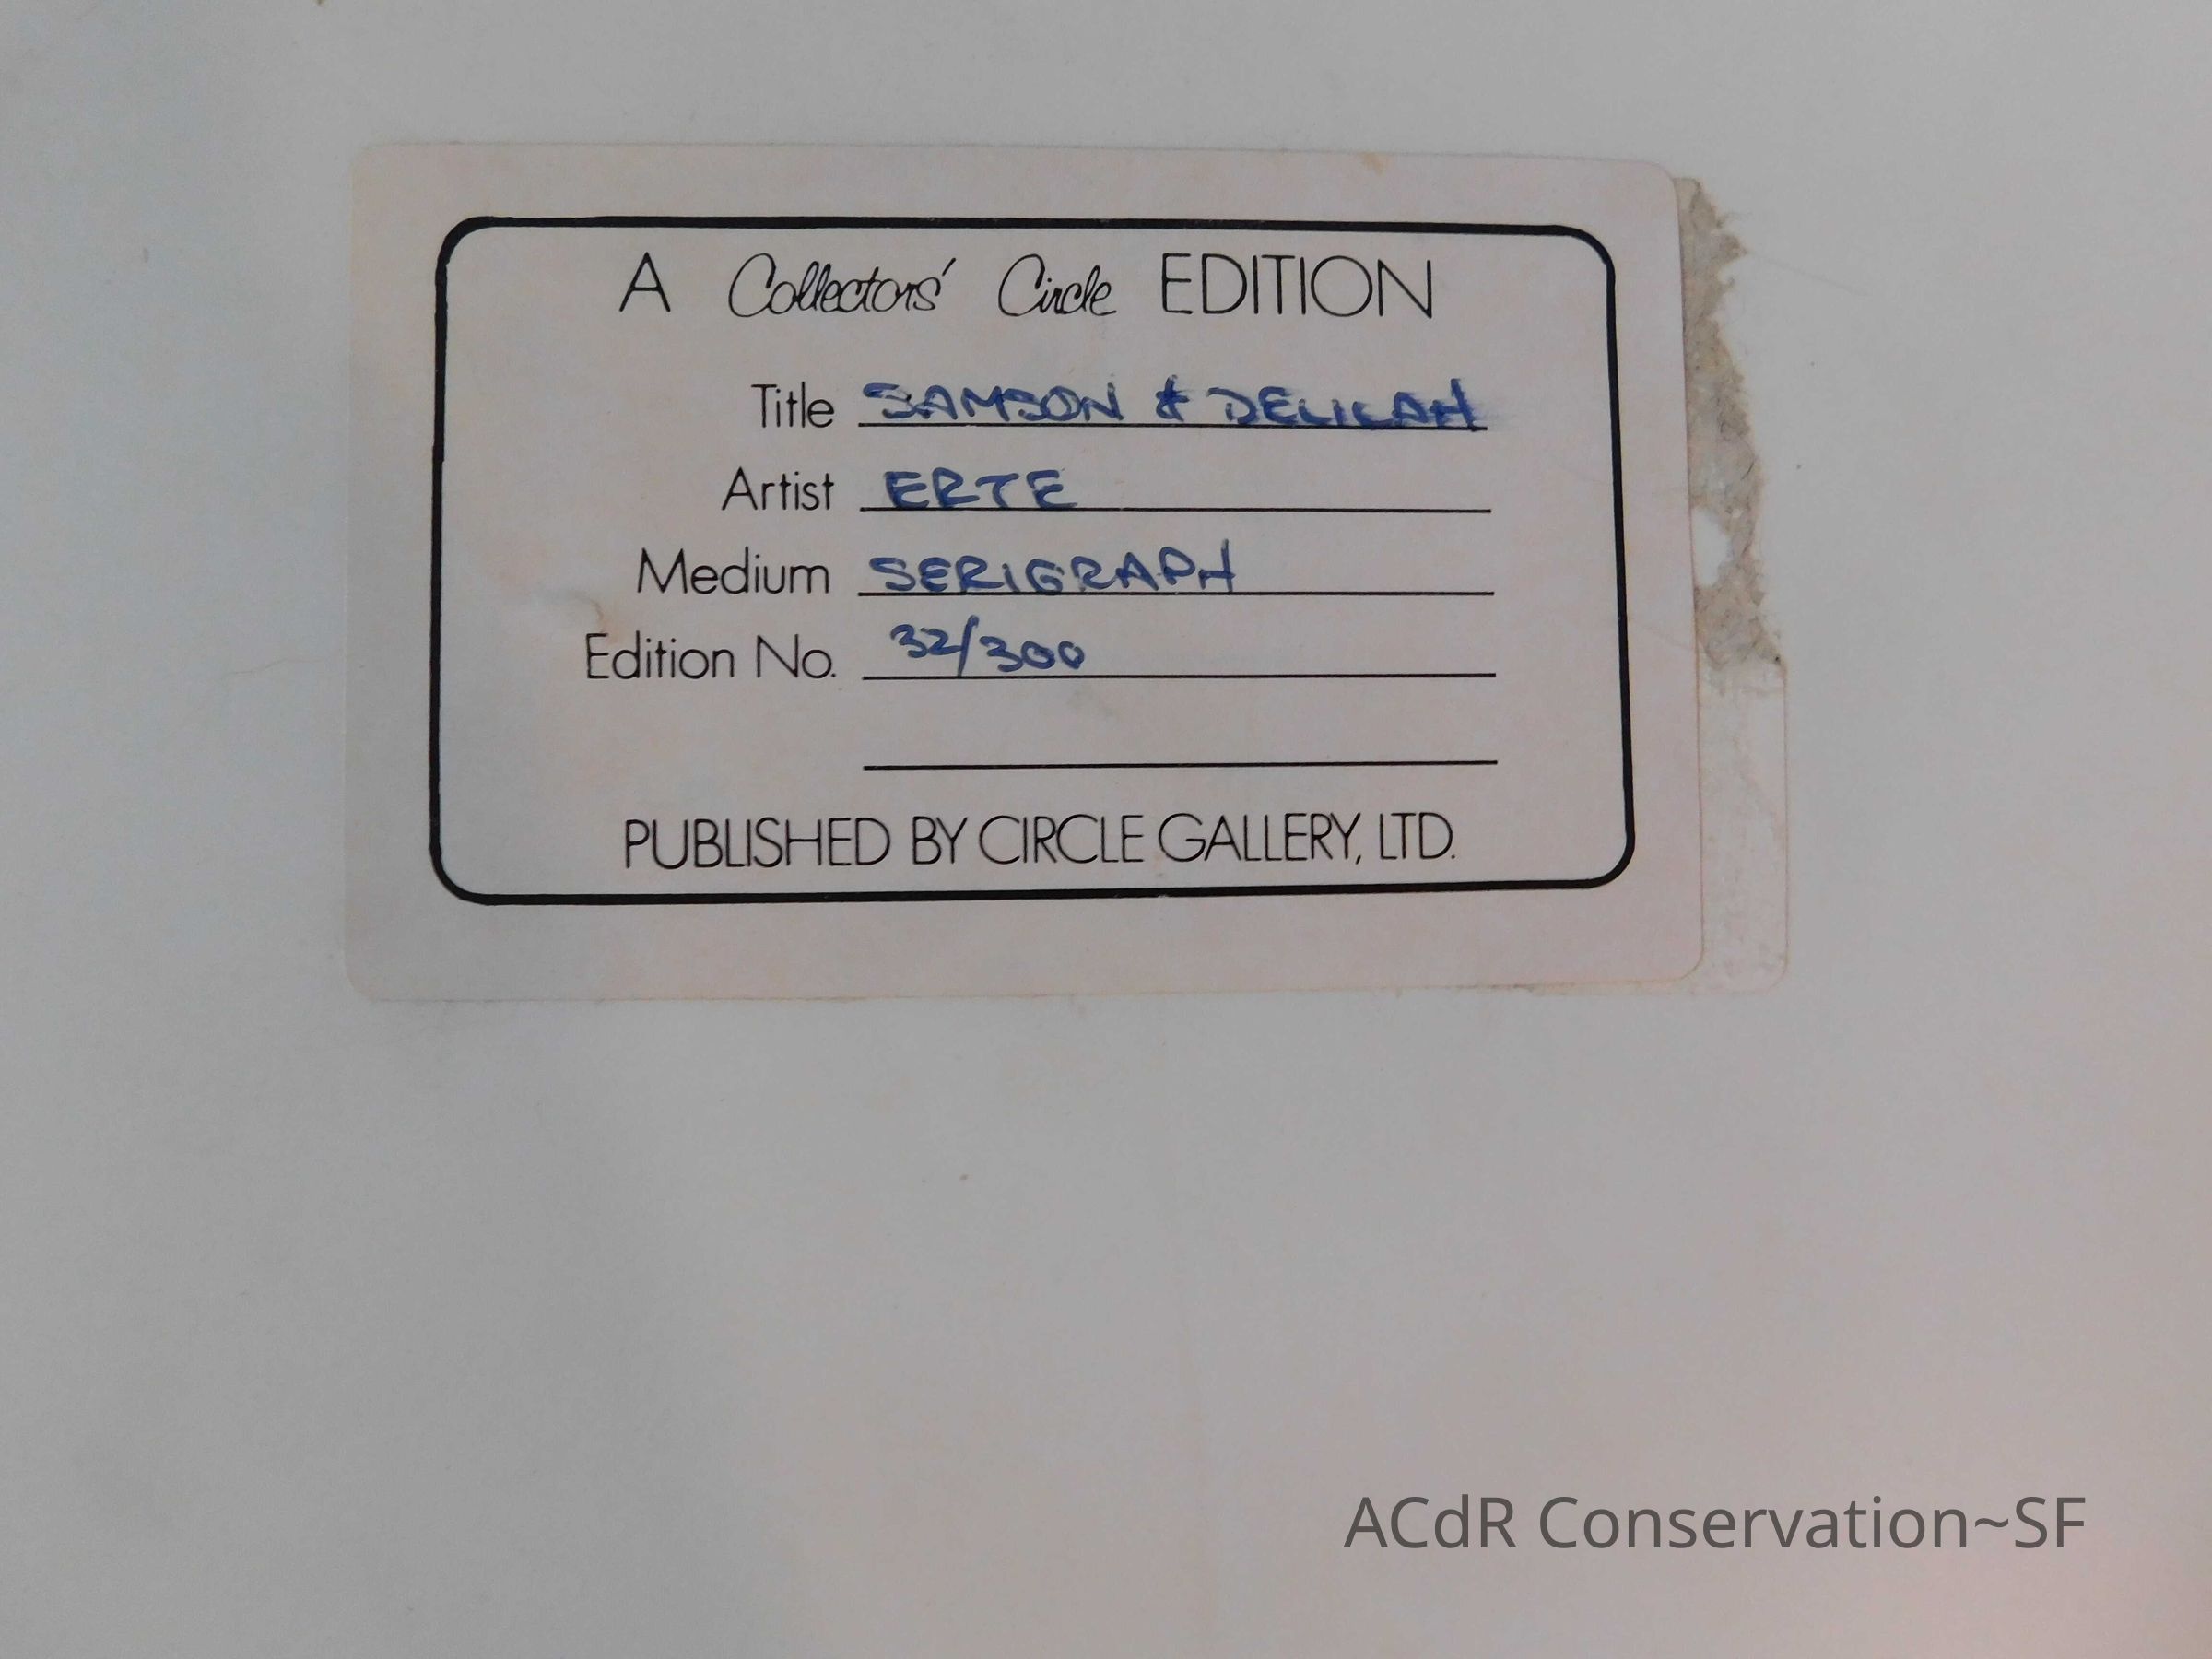 A Collectors' Circle EDITION
Title SAMSON & DELILAH
Artist ERTE
Medium SERIGRAPH
Edition No. 32/300
PUBLISHED BY CIRCLE GALLERY, LTD.
ACdR Conservation~SF